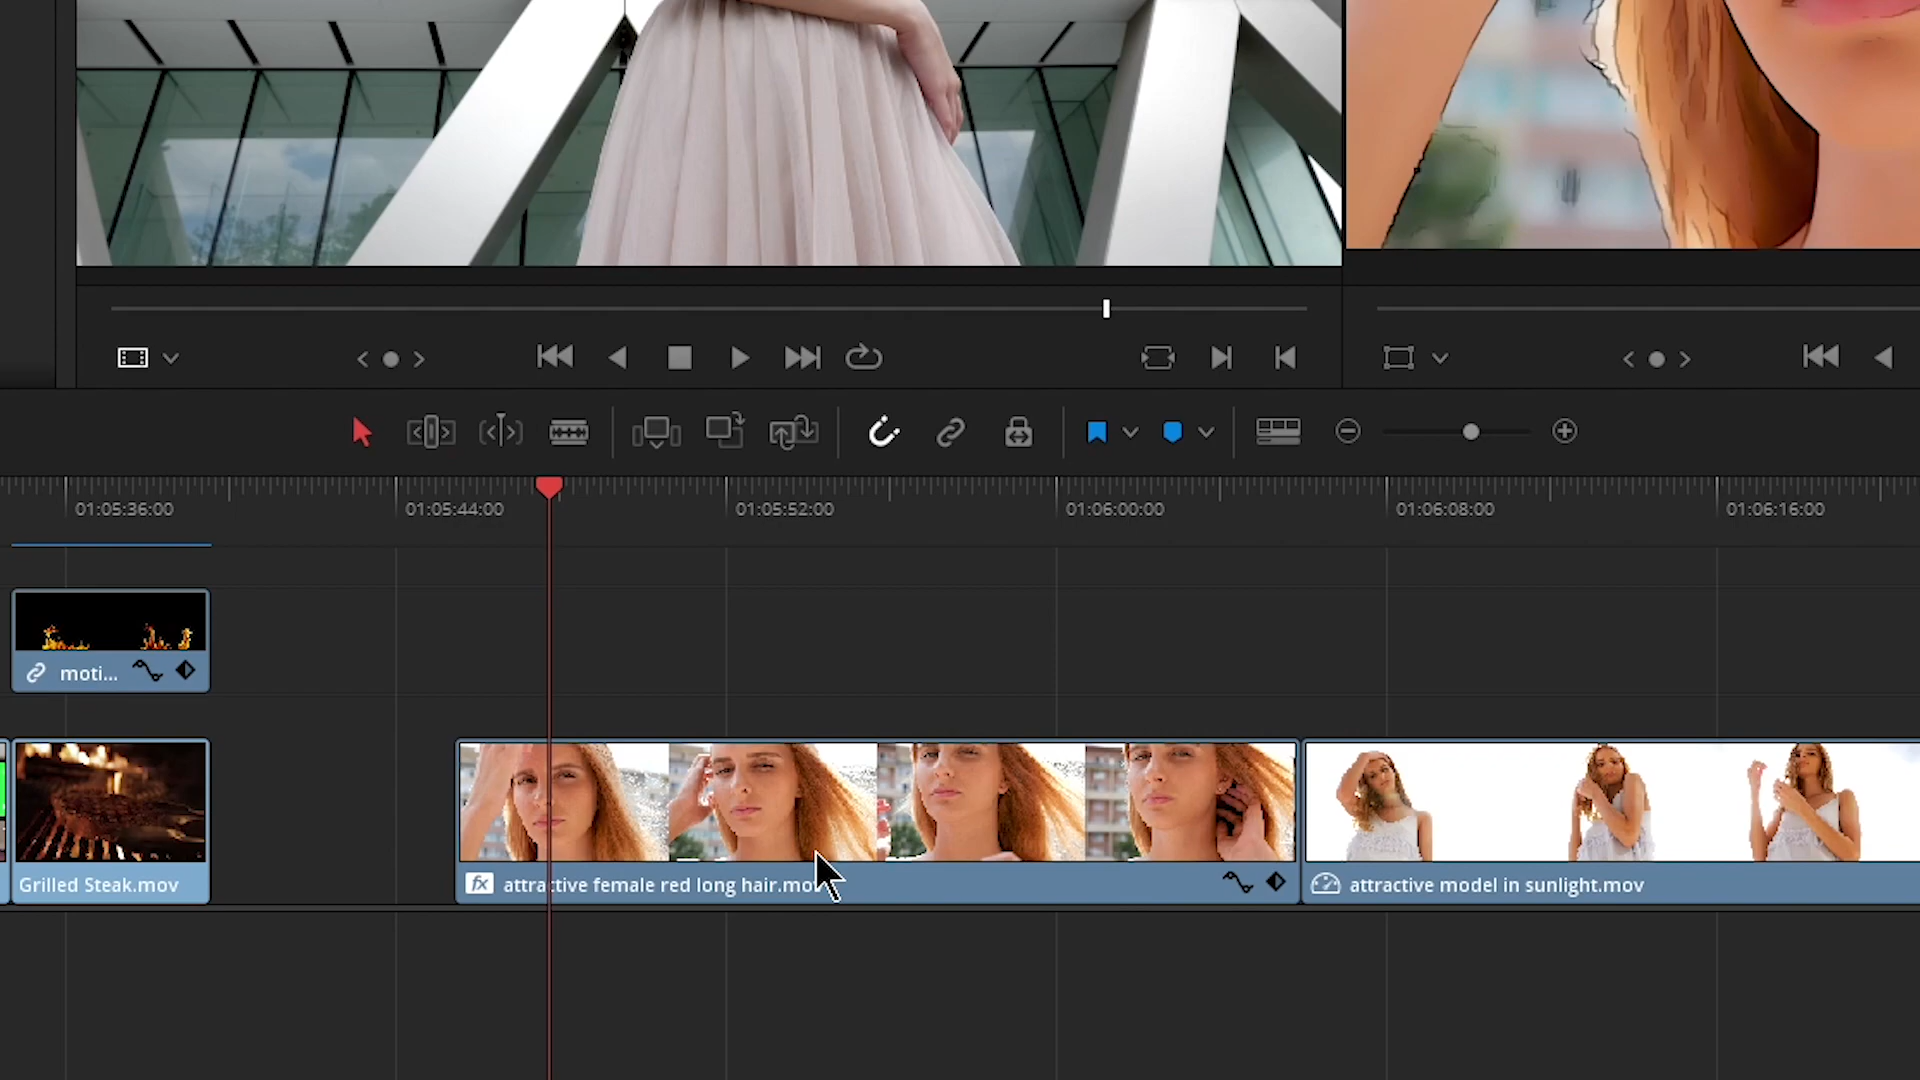 01:05:36:00 01:05:44:00 01:05:52:00 01:06:00:00 01:06:08:00 01:06:16:00
moti...
Grilled Steak.mov
fx attractive female red long hair.mov
attractive model in sunlight.mov